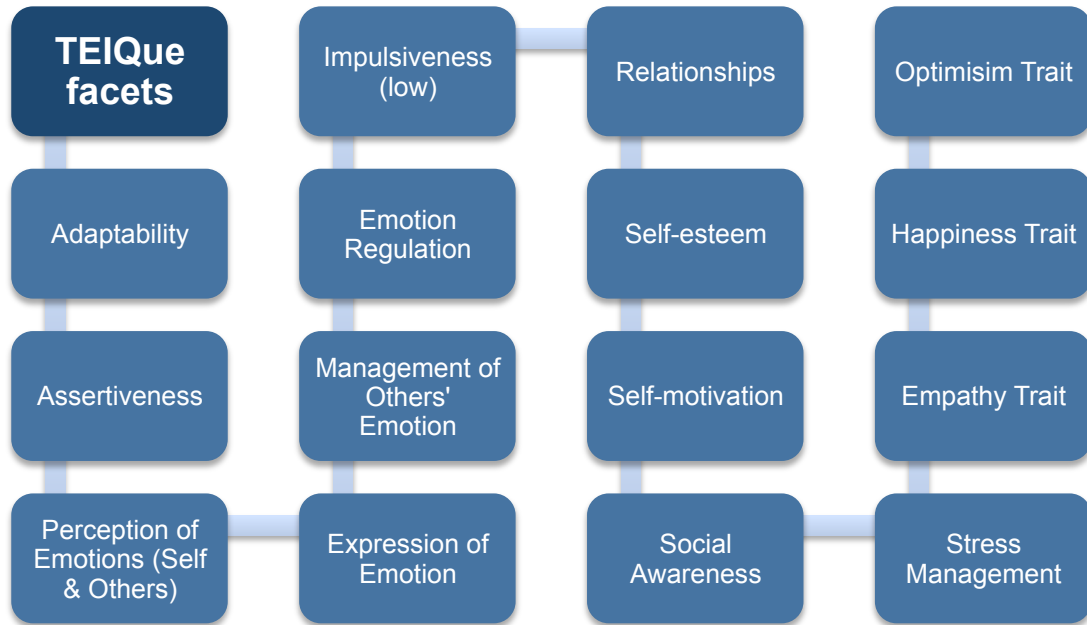 TEIQue
facets
Adaptability
Assertiveness
Perception of
Emotions (Self
& Others)
Expression of
Emotion
Management of
Others'
Emotion
Emotion
Regulation
Impulsiveness
(low)
Relationships
Self-esteem
Self-motivation
Social
Awareness
Stress
Management
Empathy Trait
Happiness Trait
Optimisim Trait